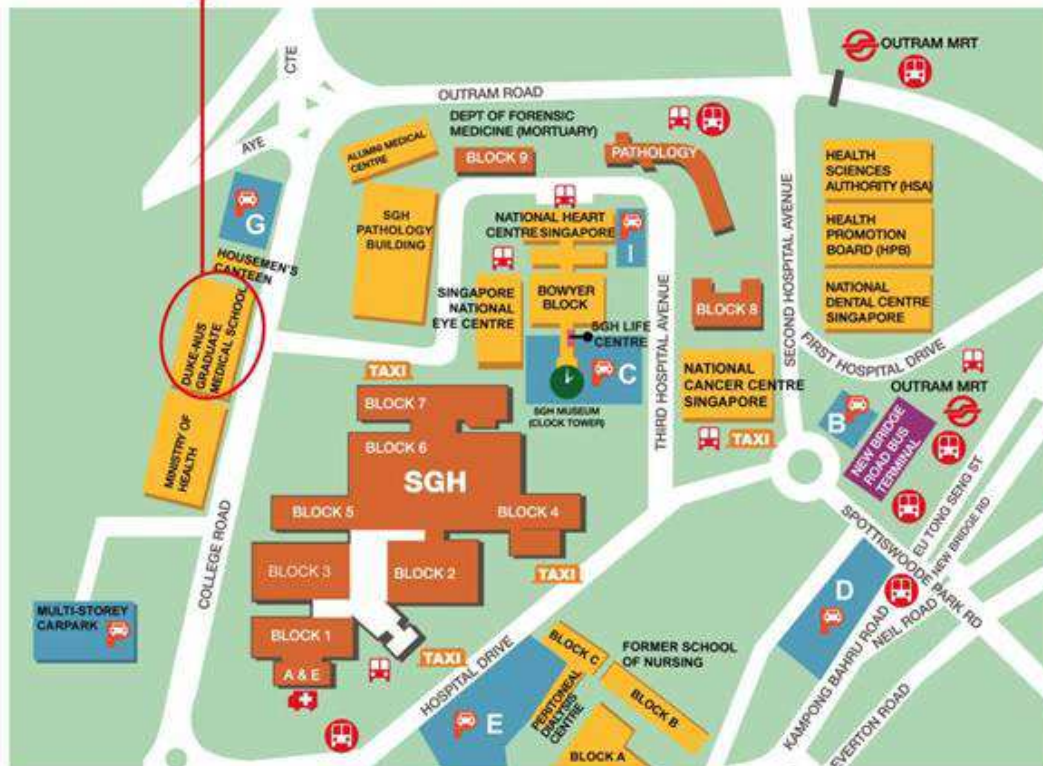 CTE
OUTRAM MRT
OUTRAM ROAD
DEPT OF FORENSIC
MEDICINE (MORTUARY)
AYE
ALUMNI MEDICAL
CENTRE
BLOCK 9
PATHOLOGY
HEALTH
SCIENCES
AUTHORITY (HSA)
G
SGH
PATHOLOGY
BUILDING
NATIONAL HEART
CENTRE SINGAPORE
I
SECOND HOSPITAL AVENUE
HEALTH
PROMOTION
BOARD (HPB)
HOUSEMEN'S
CANTEEN
SINGAPORE
NATIONAL
EYE CENTRE
BOWYER
BLOCK
THIRD HOSPITAL AVENUE
BLOCK 8
NATIONAL
DENTAL CENTRE
SINGAPORE
DUKE-NUS
GRADUATE
MEDICAL SCHOOL
SGH LIFE
CENTRE
FIRST HOSPITAL DRIVE
TAXI
C
NATIONAL
CANCER CENTRE
SINGAPORE
OUTRAM MRT
BLOCK 7
SGH MUSEUM
(CLOCK TOWER)
B
NEW BRIDGE
ROAD BUS
TERMINAL
MINISTRY OF
HEALTH
BLOCK 6
TAXI
SGH
BLOCK 5
BLOCK 4
EU TONG SENG ST
NEW BRIDGE RD
SPOTTISWOODE PARK RD
COLLEGE ROAD
BLOCK 3
BLOCK 2
TAXI
D
MULTI-STOREY
CARPARK
BLOCK 1
TAXI
A & E
HOSPITAL DRIVE
BLOCK C
FORMER SCHOOL
OF NURSING
KAMPONG BAHRU ROAD
NEIL ROAD
E
PERITONEAL
DIALYSIS
CENTRE
BLOCK B
BLOCK A
EVERTON ROAD